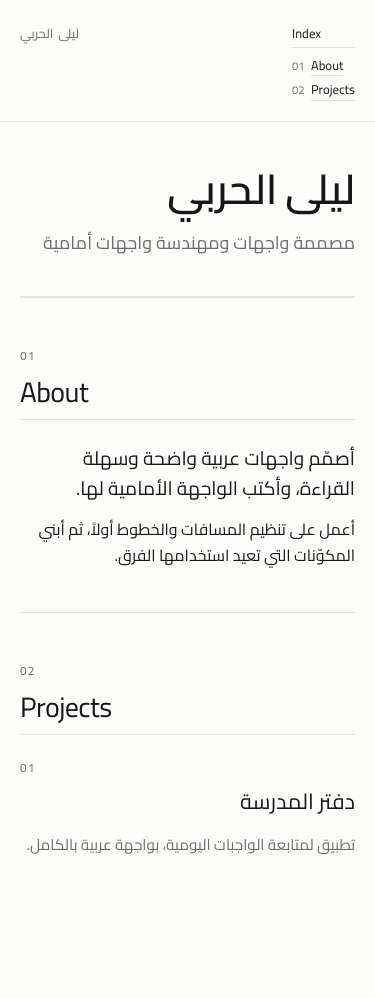 ليلى الحربي
Index
01 About
02 Projects
ليلى الحربي
مصممة واجهات ومهندسة واجهات أمامية
01
About
أصمّم واجهات عربية واضحة وسهلة
القراءة، وأكتب الواجهة الأمامية لها.
أعمل على تنظيم المسافات والخطوط أولاً، ثم أبني
المكوّنات التي تعيد استخدامها الفرق.
02
Projects
01
دفتر المدرسة
تطبيق لمتابعة الواجبات اليومية، بواجهة عربية بالكامل.